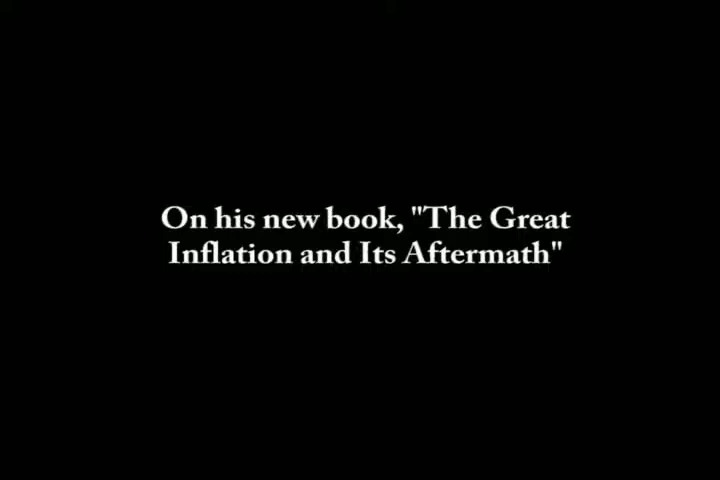 On his new book, "The Great
Inflation and Its Aftermath"